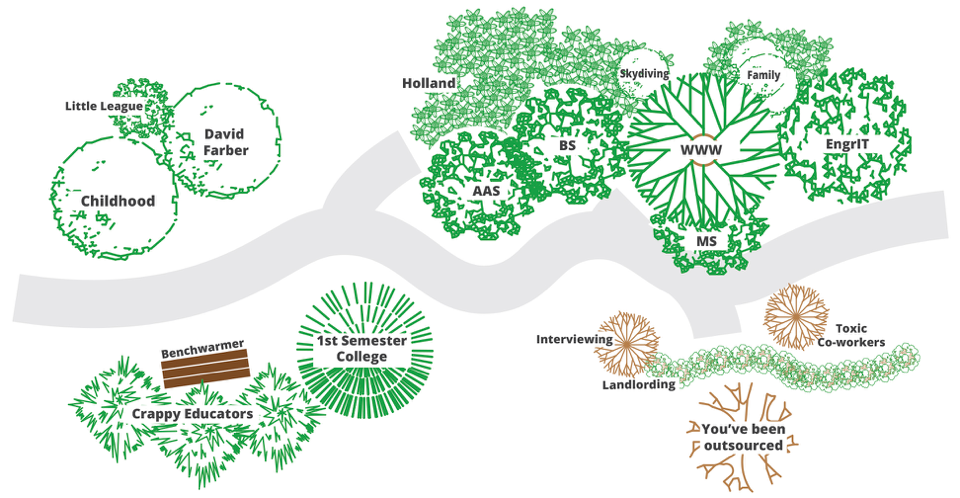 Little League
David
Farber
Childhood
Holland
Skydiving
Family
BS
WWW
EngrIT
AAS
MS
Benchwarmer
1st Semester
College
Crappy Educators
Interviewing
Landlording
Toxic
Co-workers
You've been
outsourced